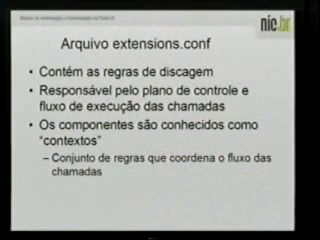 nic.br
Arquivo extensions.conf
• Contém as regras de discagem
• Responsável pelo plano de controle e
fluxo de execução das chamadas
• Os componentes são conhecidos como
“contextos”
– Conjunto de regras que coordena o fluxo das
chamadas